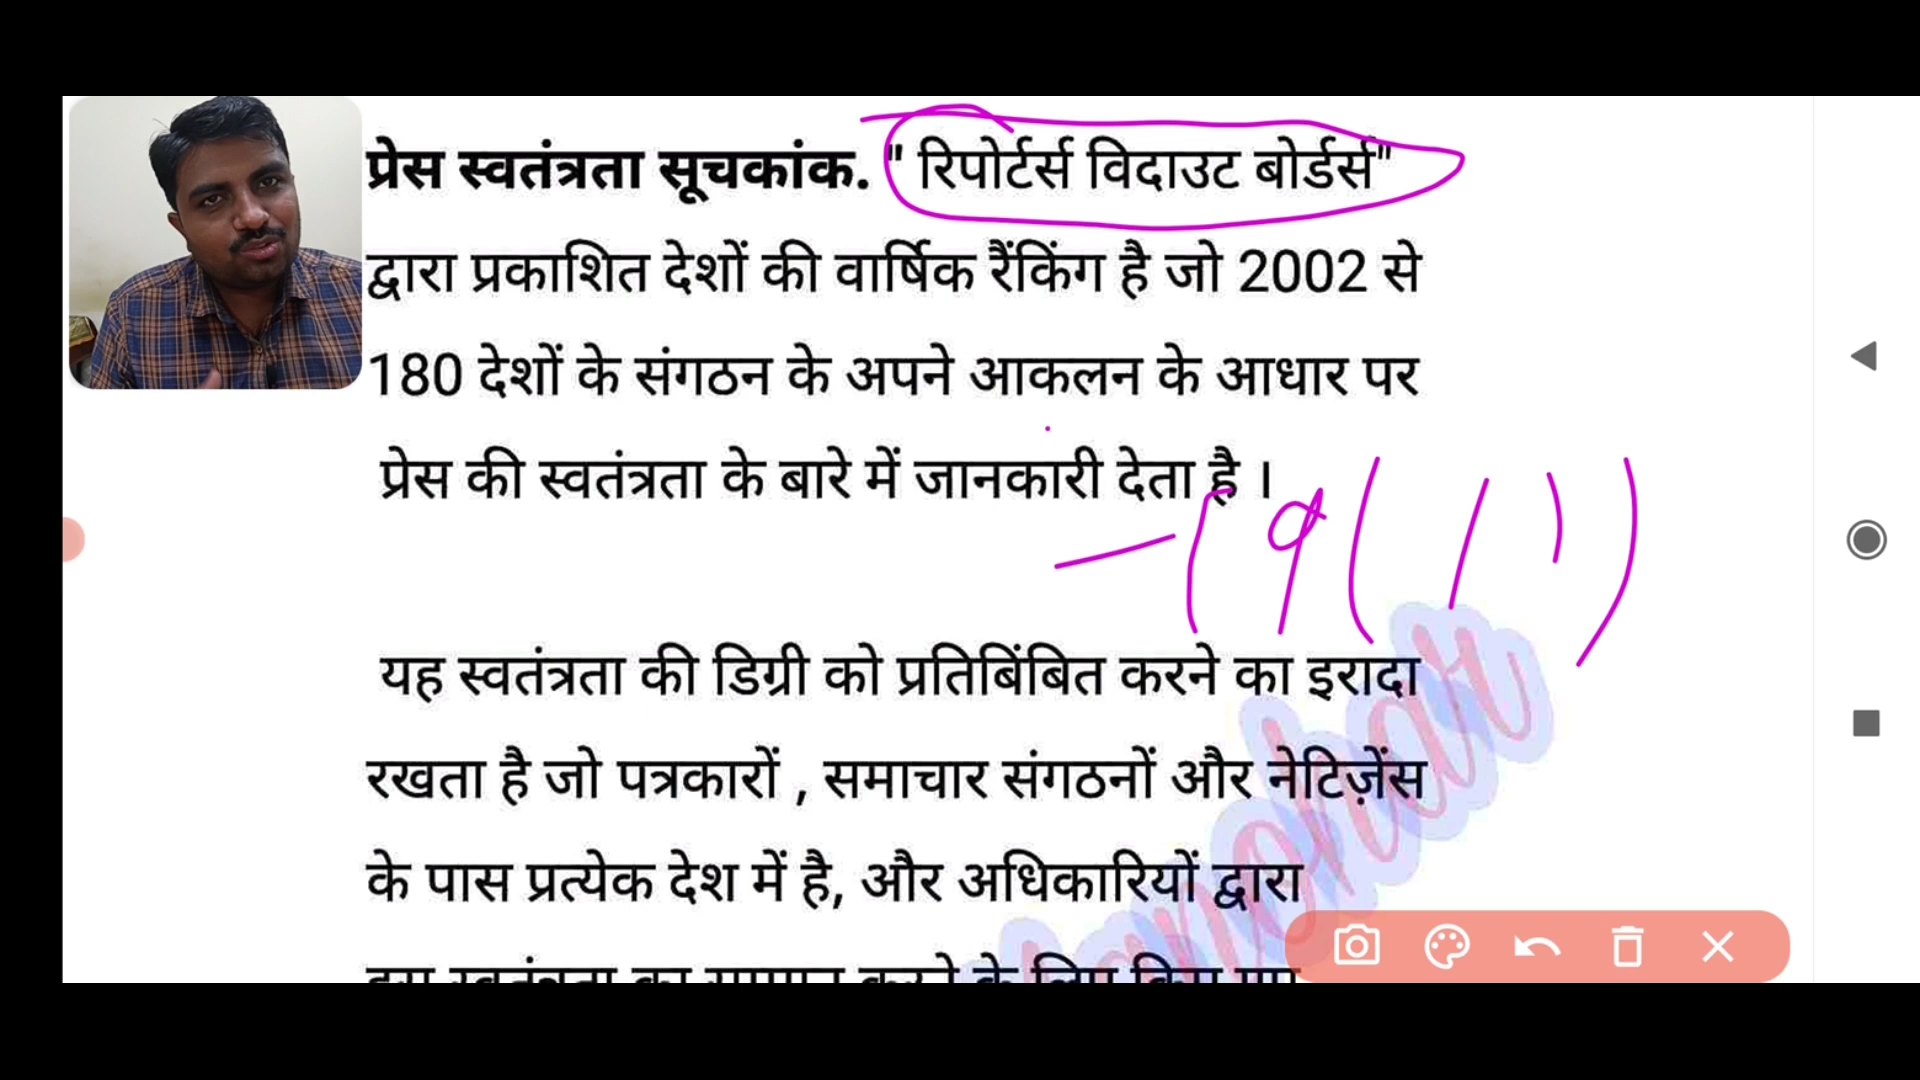 प्रेस स्वतंत्रता सूचकांक. " रिपोर्टर्स विदाउट बोर्डर्स"
द्वारा प्रकाशित देशों की वार्षिक रैंकिंग है जो 2002 से
180 देशों के संगठन के अपने आकलन के आधार पर
प्रेस की स्वतंत्रता के बारे में जानकारी देता है ।
यह स्वतंत्रता की डिग्री को प्रतिबिंबित करने का इरादा
रखता है जो पत्रकारों , समाचार संगठनों और नेटिज़ेंस
के पास प्रत्येक देश में है, और अधिकारियों द्वारा